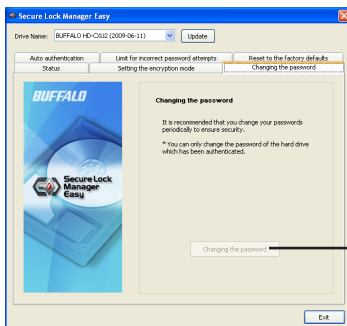 Secure Lock Manager Easy
Drive Name: BUFFALO HD-CXU2 (2009-06-11) Update
Auto authentication Limit for incorrect password attempts Reset to the factory defaults
Status Setting the encryption mode Changing the password
BUFFALO
Changing the password
It is recommended that you change your passwords
periodically to ensure security.
* You can only change the password of the hard drive
which has been authenticated.
Secure Lock
Manager
Easy
Changing the password
Exit